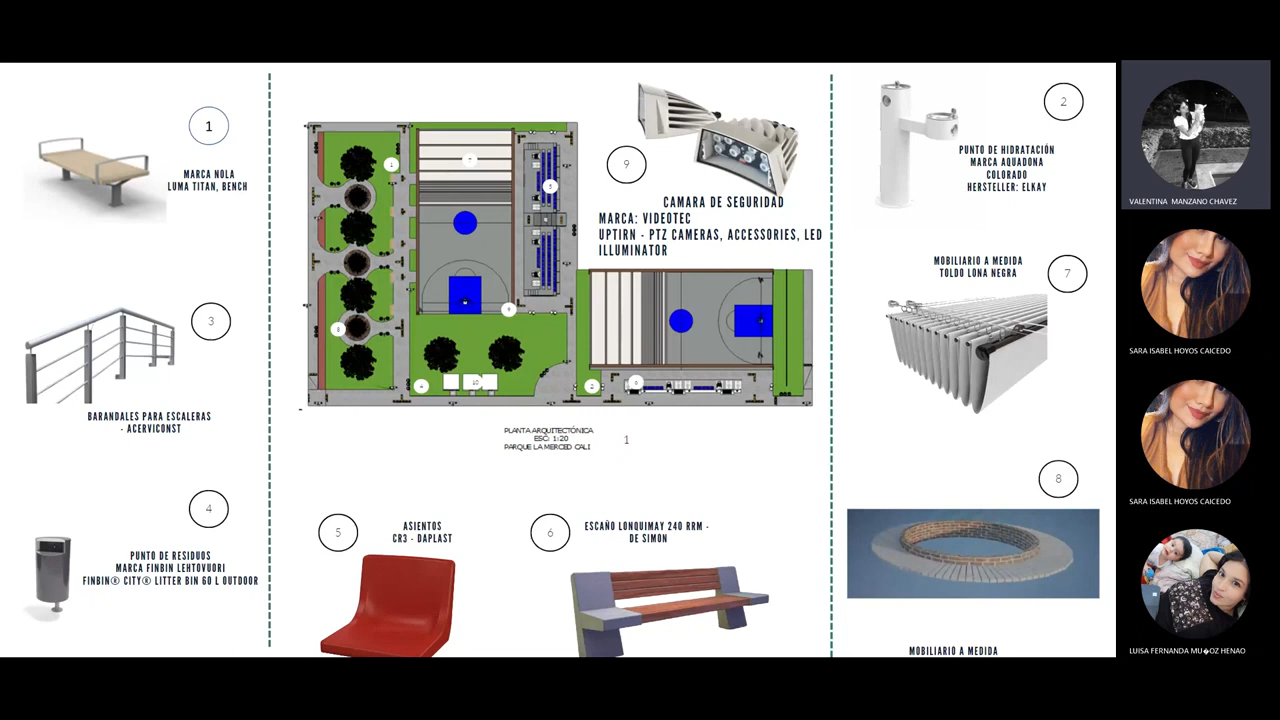 1
MARCA NOLA
LUMA TITAN, BENCH
3
BARANDALES PARA ESCALERAS
- ACERVICONST
4
PUNTO DE RESIDUOS
MARCA FINBIN LEHTOVUORI
FINBIN® CITY® LITTER BIN 60 L OUTDOOR
9
CAMARA DE SEGURIDAD
MARCA: VIDEOTEC
UPTIRN - PTZ CAMERAS, ACCESSORIES, LED
ILLUMINATOR
1
10
PLANTA ARQUITECTÓNICA
ESC: 1:20
PARQUE LA MERCED CALI
1
5
ASIENTOS
CR3 - DAPLAST
6
ESCAÑO LONQUIMAY 240 RRM -
DE SIMON
2
PUNTO DE HIDRATACIÓN
MARCA AQUADONA
COLORADO
HERSTELLER: ELKAY
7
MOBILIARIO A MEDIDA
TOLDO LONA NEGRA
8
MOBILIARIO A MEDIDA
VALENTINA MANZANO CHAVEZ
SARA ISABEL HOYOS CAICEDO
SARA ISABEL HOYOS CAICEDO
LUISA FERNANDA MU�OZ HENAO